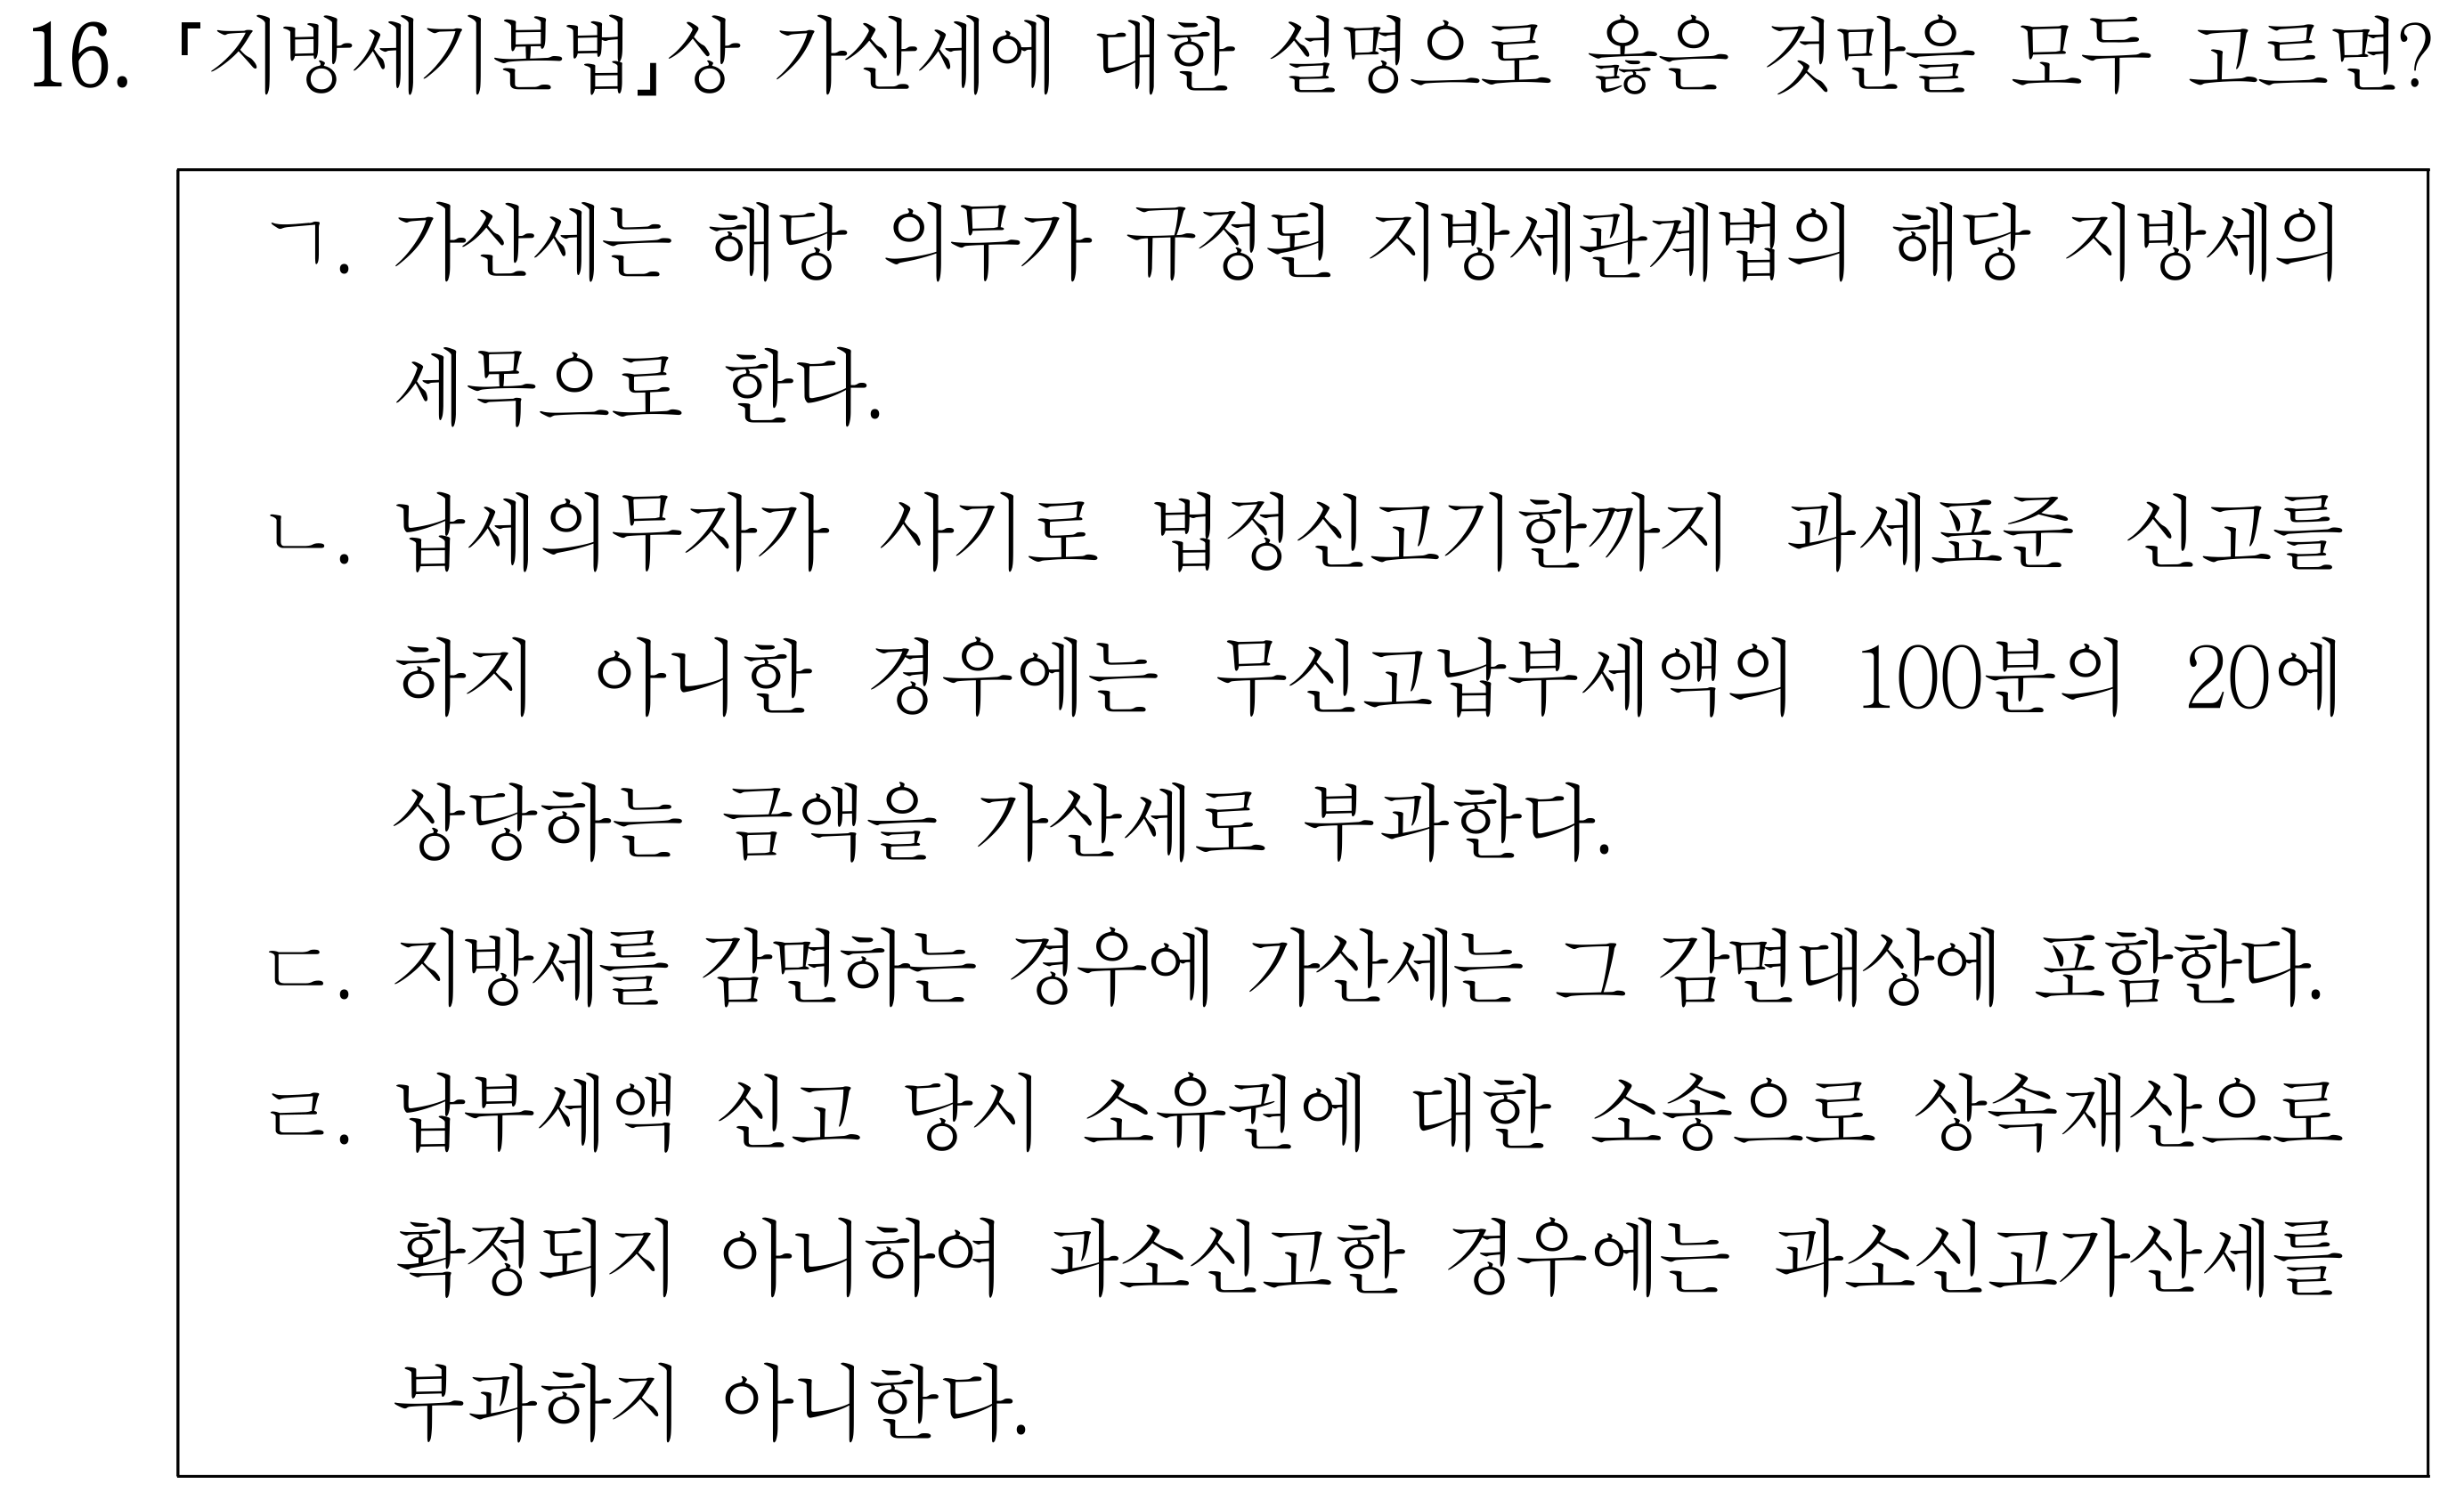 16. ｢지방세기본법｣상 가산세에 대한 설명으로 옳은 것만을 모두 고르면?
ㄱ. 가산세는 해당 의무가 규정된 지방세관계법의 해당 지방세의
세목으로 한다.
ㄴ. 납세의무자가 사기로 법정신고기한까지 과세표준 신고를
하지 아니한 경우에는 무신고납부세액의 100분의 20에
상당하는 금액을 가산세로 부과한다.
ㄷ. 지방세를 감면하는 경우에 가산세는 그 감면대상에 포함한다.
ㄹ. 납부세액 신고 당시 소유권에 대한 소송으로 상속재산으로
확정되지 아니하여 과소신고한 경우에는 과소신고가산세를
부과하지 아니한다.